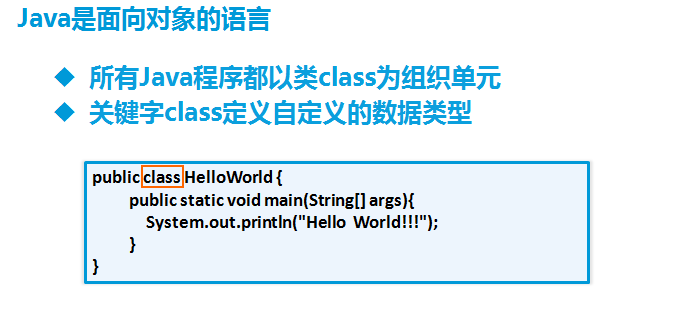 Java是面向对象的语言
所有Java程序都以类class为组织单元
关键字class定义自定义的数据类型
public class HelloWorld {
public static void main(String[] args){
System.out.println("Hello World!!!");
}
}